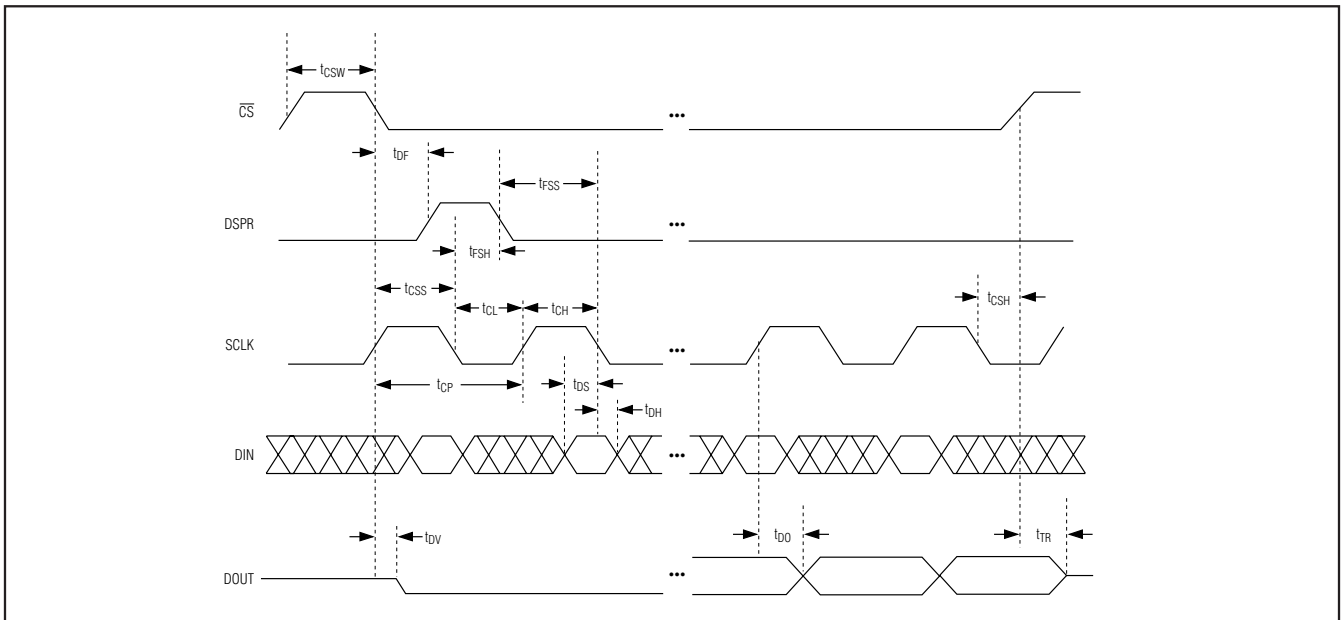 tCSW
CS
•••
tDF
tFSS
DSPR
•••
tFSH
tCSS
tCSH
tCL
tCH
SCLK
•••
tCP
tDS
tDH
DIN
•••
tDV
tDO
tTR
DOUT
•••